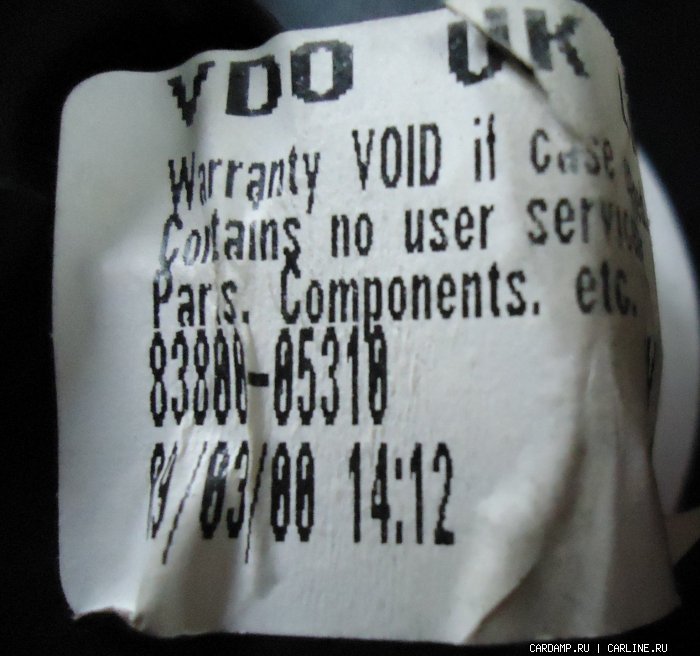 VDO UK
Warranty VOID if case
Contains no user
Parts. Components. etc.
83800-05310
/03/00 14:12
CARDAMP.RU | CARLINE.RU